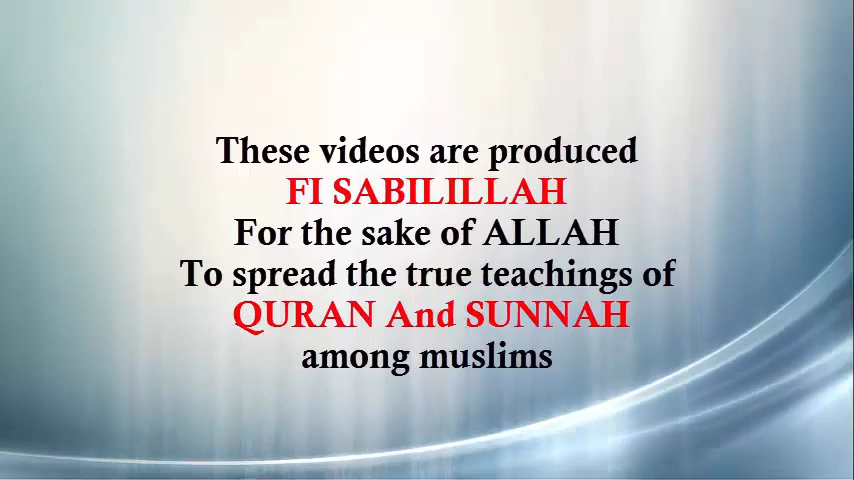 These videos are produced
FI SABILILLAH
For the sake of ALLAH
To spread the true teachings of
QURAN And SUNNAH
among muslims